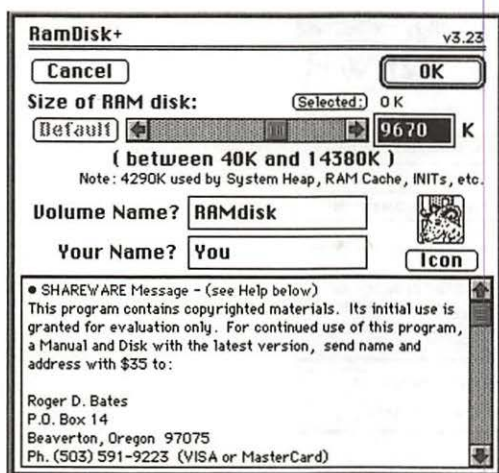 RamDisk+ v3.23
Cancel OK
Size of RAM disk: Selected: 0 K
Default 9670 K
( between 40K and 14380K )
Note: 4290K used by System Heap, RAM Cache, INITs, etc.
Volume Name? RAMdisk
Your Name? You
Icon
● SHAREWARE Message - (see Help below)
This program contains copyrighted materials. Its initial use is
granted for evaluation only. For continued use of this program,
a Manual and Disk with the latest version, send name and
address with $35 to:
Roger D. Bates
P.O. Box 14
Beaverton, Oregon 97075
Ph. (503) 591-9223 (VISA or MasterCard)